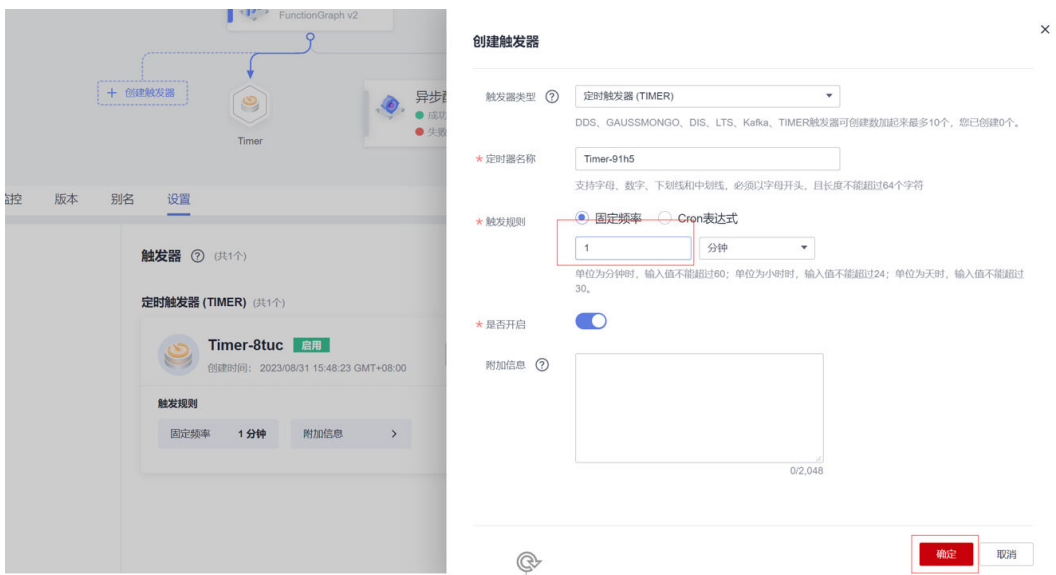 FunctionGraph v2
创建触发器
Timer
成功
监控
版本
别名
设置
触发器
(共1个)
定时触发器 (TIMER) (共1个)
Timer-8tuc
启用
创建时间: 2023/08/31 15:48:23 GMT+08:00
触发规则
固定频率
1 分钟
附加信息
创建触发器
触发器类型
定时触发器 (TIMER)
DDS、GAUSSMONGO、DIS、LTS、Kafka、TIMER触发器可创建数加起来最多10个，您已创建0个。
定时器名称
Timer-91h5
支持字母、数字、下划线和中划线，必须以字母开头，且长度不能超过64个字符
触发规则
固定频率
Cron表达式
1
分钟
单位为分钟时，输入值不能超过60；单位为小时时，输入值不能超过24；单位为天时，输入值不能超过
30。
是否开启
附加信息
0/2,048
确定
取消